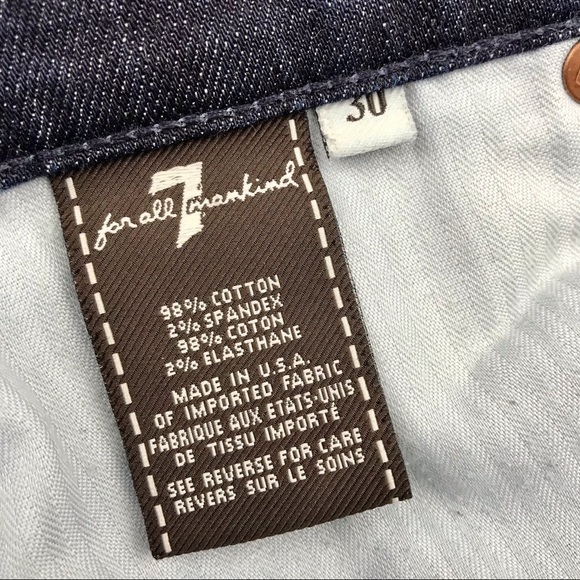 30
for all 7 mankind
98% COTTON
2% SPANDEX
98% COTON
2% ELASTHANE
MADE IN U.S.A.
OF IMPORTED FABRIC
FABRIQUE AUX ETATS-UNIS
DE TISSU IMPORTÉ
SEE REVERSE FOR CARE
REVERS SUR LE SOINS